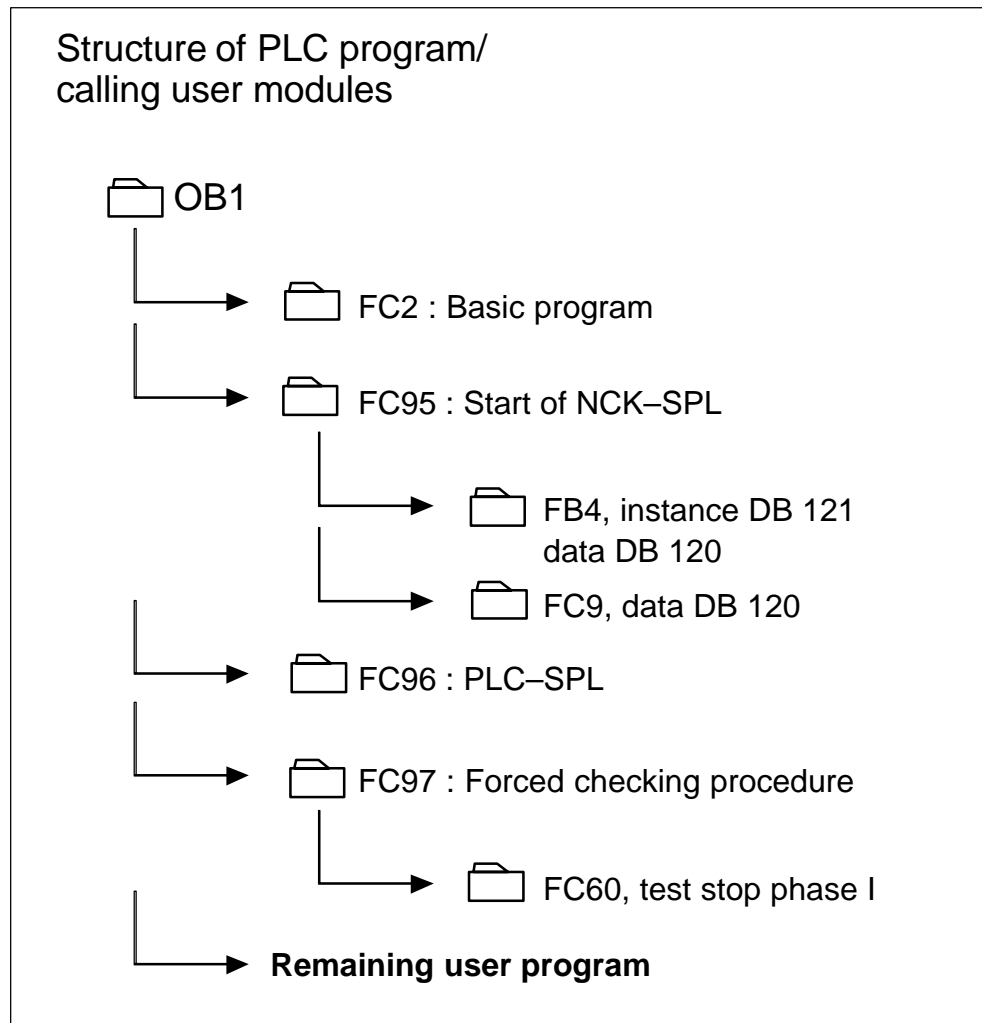 Structure of PLC program/
calling user modules
OB1
FC2 : Basic program
FC95 : Start of NCK–SPL
FB4, instance DB 121
data DB 120
FC9, data DB 120
FC96 : PLC–SPL
FC97 : Forced checking procedure
FC60, test stop phase I
Remaining user program